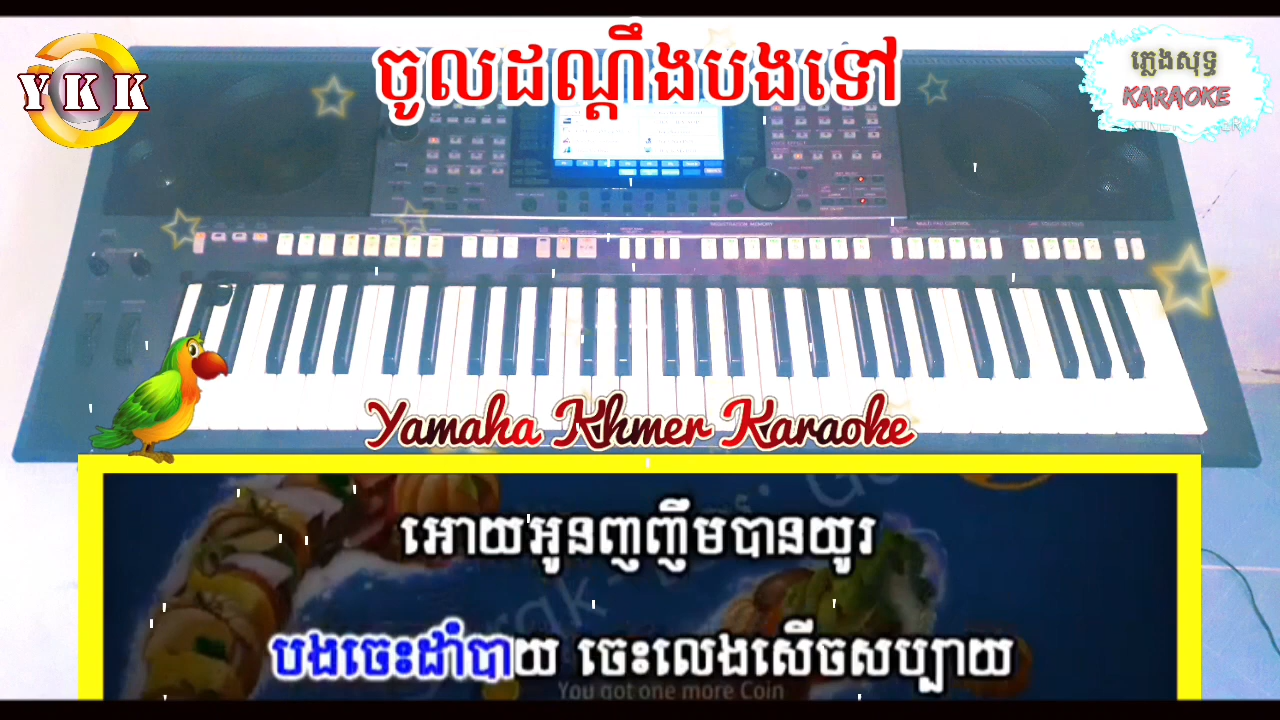 YKK
ចូលដណ្តឹងបងទៅ
ភ្លេងសុទ្ធ
KARAOKE
Yamaha Khmer Karaoke
អោយអូនញញឹមបានយូរ
បងចេះដាំបាយ ចេះលេងសើចសប្បាយ
You got one more Coin